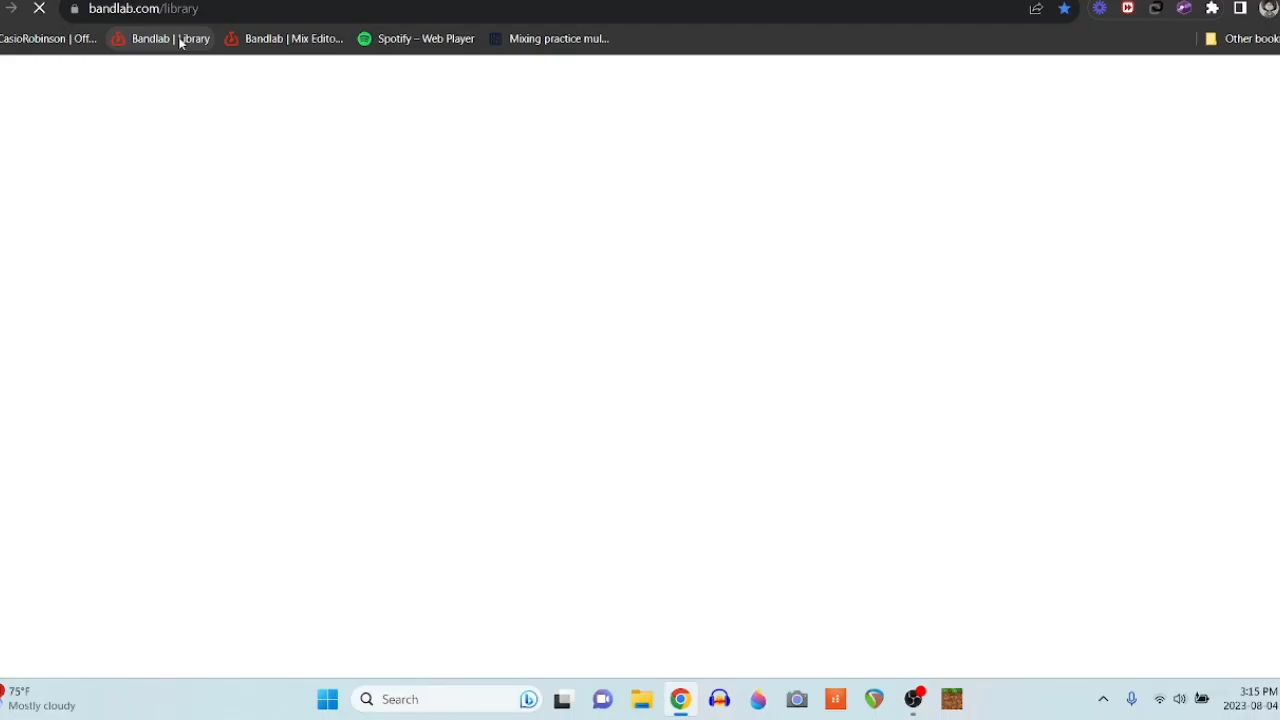 bandlab.com/library
CasioRobinson | Off...
Bandlab | Library
Bandlab | Mix Edito...
Spotify – Web Player
Mixing practice mul...
Other book
75°F
Mostly cloudy
Search
3:15 PM
2023-08-04